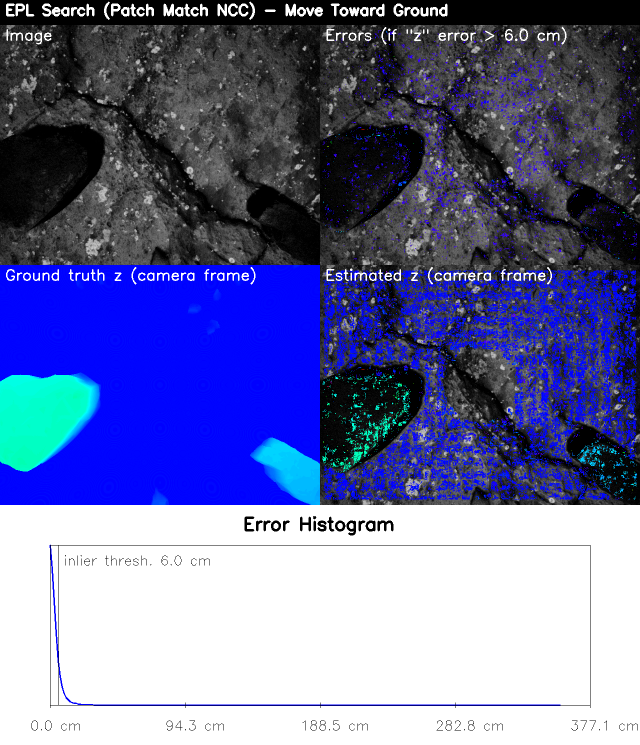 EPL Search (Patch Match NCC) - Move Toward Ground
Image
Errors (if "z" error > 6.0 cm)
Ground truth z (camera frame)
Estimated z (camera frame)
Error Histogram
inlier thresh. 6.0 cm
0.0 cm
94.3 cm
188.5 cm
282.8 cm
377.1 cm